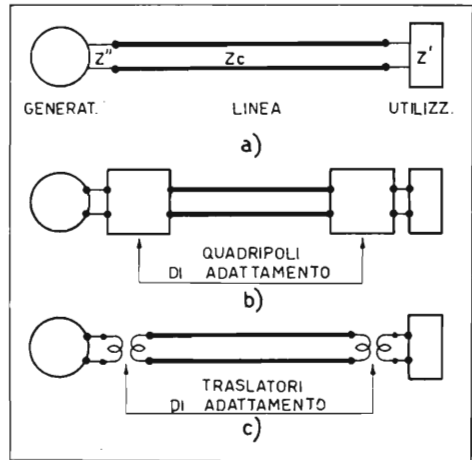 Z" Zc Z'
GENERAT. LINEA UTILIZZ.
a)
QUADRIPOLI
DI ADATTAMENTO
b)
TRASLATORI
DI ADATTAMENTO
c)